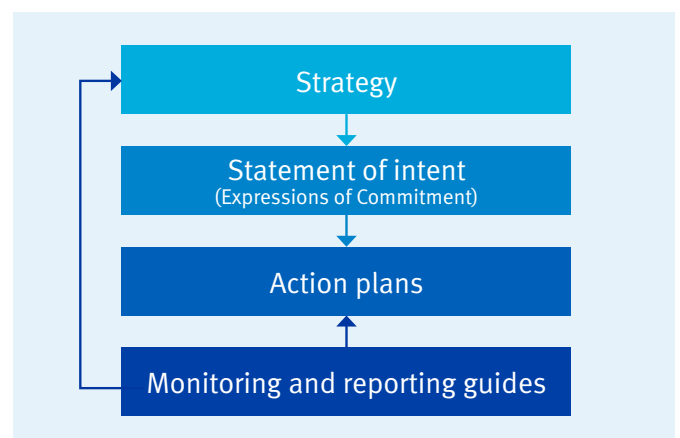 Strategy
Statement of intent
(Expressions of Commitment)
Action plans
Monitoring and reporting guides